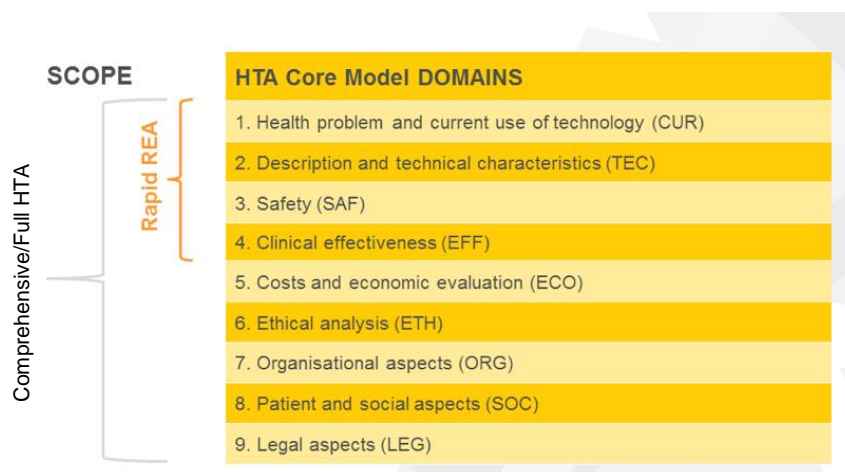 SCOPE
HTA Core Model DOMAINS
Comprehensive/Full HTA
Rapid REA
1. Health problem and current use of technology (CUR)
2. Description and technical characteristics (TEC)
3. Safety (SAF)
4. Clinical effectiveness (EFF)
5. Costs and economic evaluation (ECO)
6. Ethical analysis (ETH)
7. Organisational aspects (ORG)
8. Patient and social aspects (SOC)
9. Legal aspects (LEG)